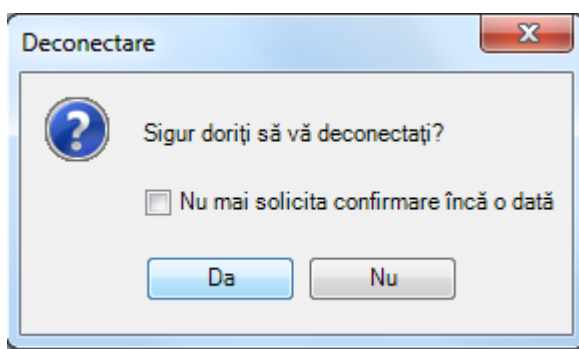 Deconectare
Sigur doriți să vă deconectați?
Nu mai solicita confirmare încă o dată
Da
Nu